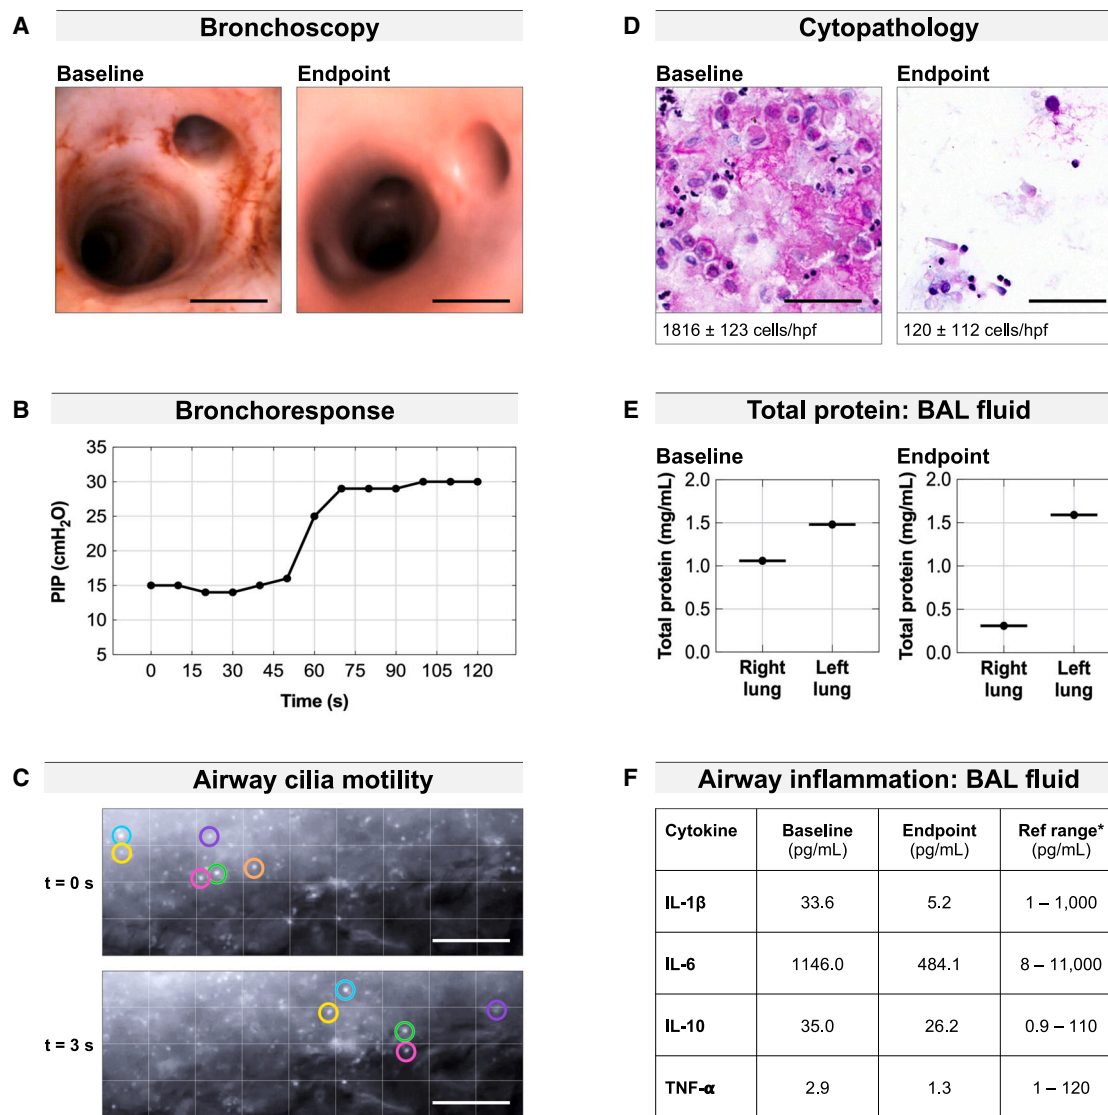 A
Bronchoscopy
Baseline
Endpoint
B
Bronchoresponse
35
30
25
20
15
10
5
PIP (cmH₂O)
0 15 30 45 60 75 90 105 120
Time (s)
C
Airway cilia motility
t = 0 s
t = 3 s
D
Cytopathology
Baseline
Endpoint
1816 ± 123 cells/hpf
120 ± 112 cells/hpf
E
Total protein: BAL fluid
Baseline
Endpoint
Total protein (mg/mL)
2.0
1.5
1.0
0.5
0.0
Right lung
Left lung
Total protein (mg/mL)
2.0
1.5
1.0
0.5
0.0
Right lung
Left lung
F
Airway inflammation: BAL fluid
Cytokine Baseline (pg/mL) Endpoint (pg/mL) Ref range* (pg/mL)
IL-1β 33.6 5.2 1 – 1,000
IL-6 1146.0 484.1 8 – 11,000
IL-10 35.0 26.2 0.9 – 110
TNF-α 2.9 1.3 1 – 120